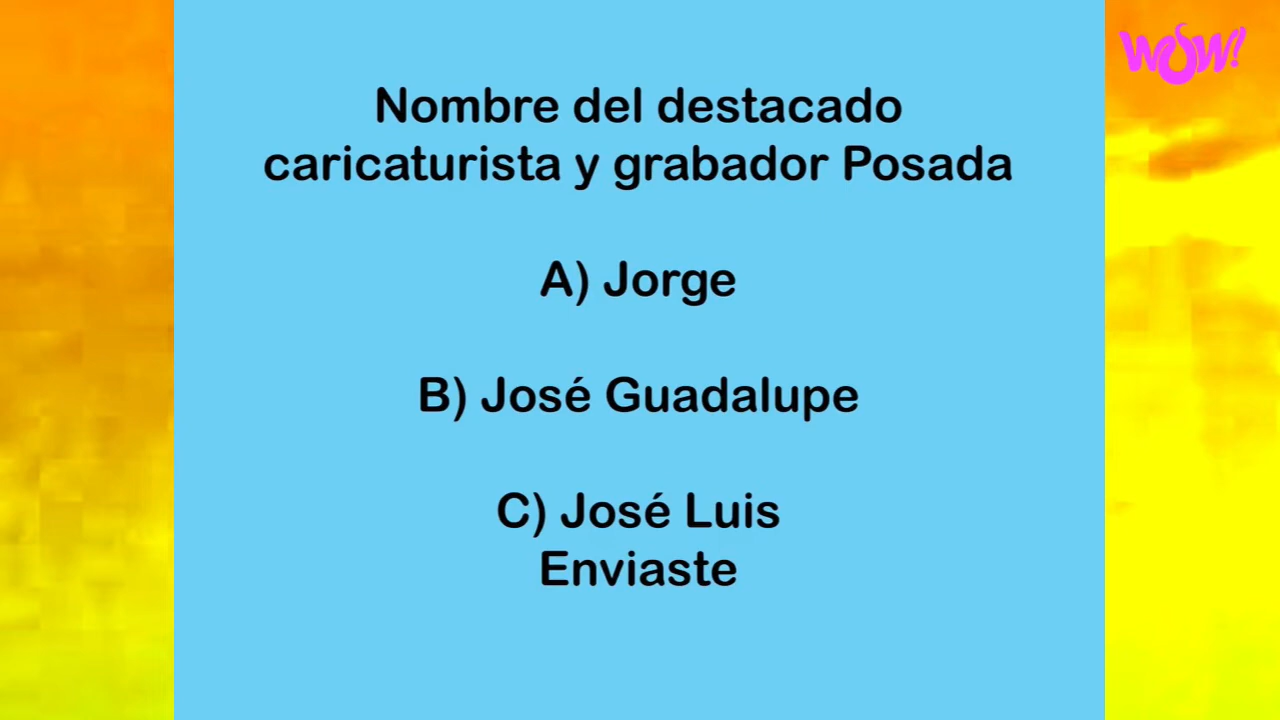 WOW!
Nombre del destacado
caricaturista y grabador Posada
A) Jorge
B) José Guadalupe
C) José Luis
Enviaste